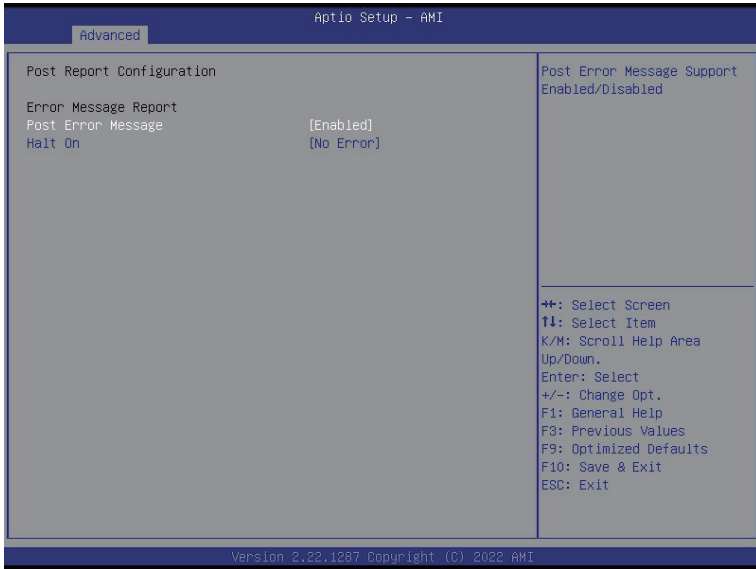 Aptio Setup - AMI
Advanced
Post Report Configuration
Error Message Report
Post Error Message [Enabled]
Halt On [No Error]
Post Error Message Support
Enabled/Disabled
→←: Select Screen
↑↓: Select Item
K/M: Scroll Help Area
Up/Down.
Enter: Select
+/-: Change Opt.
F1: General Help
F3: Previous Values
F9: Optimized Defaults
F10: Save & Exit
ESC: Exit
Version 2.22.1287 Copyright (C) 2022 AMI